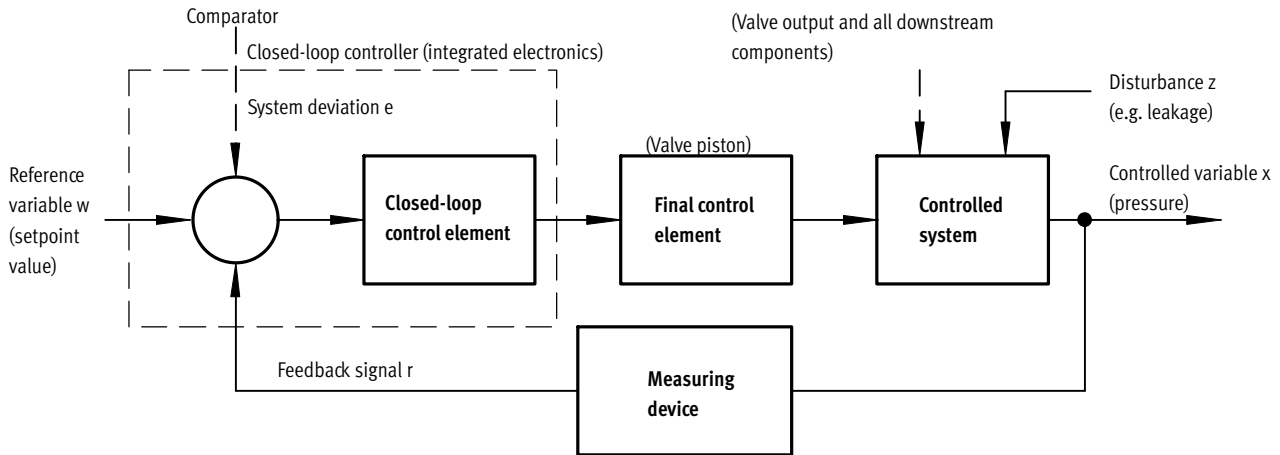 Comparator
Closed-loop controller (integrated electronics)
System deviation e
(Valve output and all downstream
components)
Disturbance z
(e.g. leakage)
Reference
variable w
(setpoint
value)
Closed-loop
control element
(Valve piston)
Final control
element
Controlled
system
Controlled variable x
(pressure)
Feedback signal r
Measuring
device